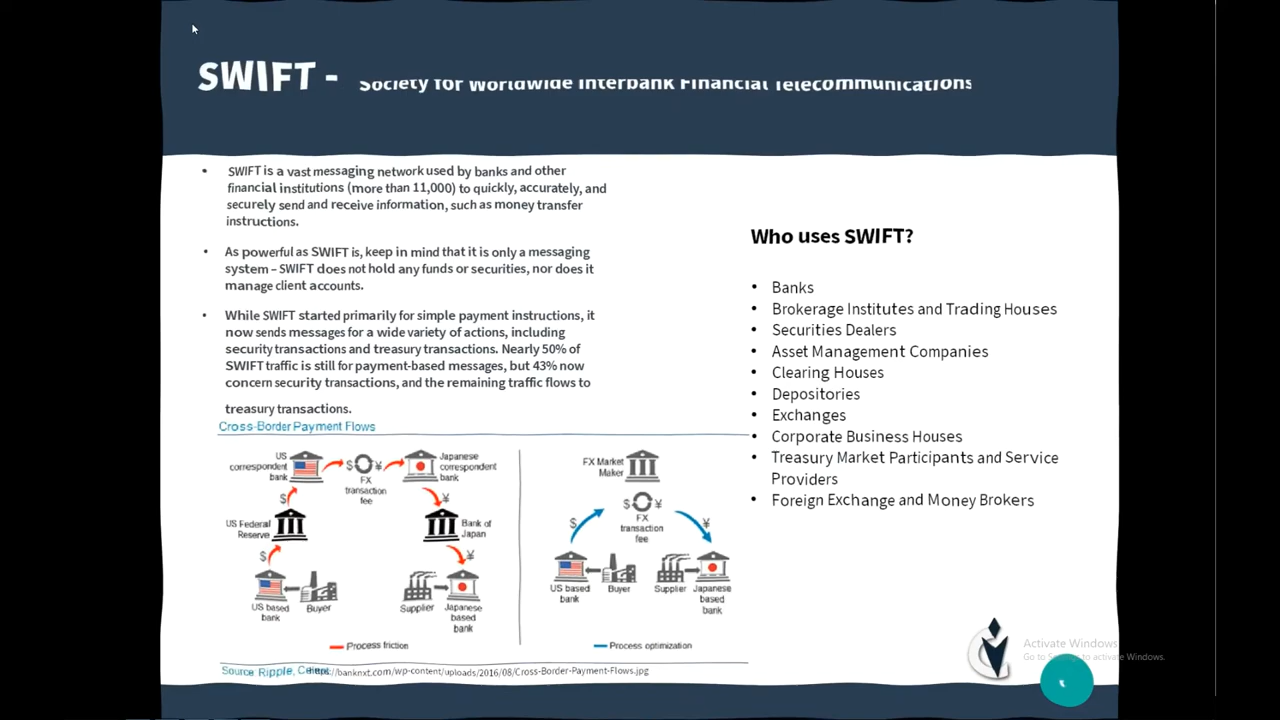 SWIFT - Society for Worldwide Interbank Financial Telecommunications
• SWIFT is a vast messaging network used by banks and other
financial institutions (more than 11,000) to quickly, accurately, and
securely send and receive information, such as money transfer
instructions.
• As powerful as SWIFT is, keep in mind that it is only a messaging
system – SWIFT does not hold any funds or securities, nor does it
manage client accounts.
• While SWIFT started primarily for simple payment instructions, it
now sends messages for a wide variety of actions, including
security transactions and treasury transactions. Nearly 50% of
SWIFT traffic is still for payment-based messages, but 43% now
concern security transactions, and the remaining traffic flows to
treasury transactions.
Who uses SWIFT?
• Banks
• Brokerage Institutes and Trading Houses
• Securities Dealers
• Asset Management Companies
• Clearing Houses
• Depositories
• Exchanges
• Corporate Business Houses
• Treasury Market Participants and Service
Providers
• Foreign Exchange and Money Brokers
Cross-Border Payment Flows
US
correspondent
bank
$ ¥
FX
transaction
fee
Japanese
correspondent
bank
$
¥
US Federal
Reserve
Bank of
Japan
$
¥
US based
bank
Buyer
Supplier
Japanese
based
bank
Process friction
FX Market
Maker
$ ¥
FX
transaction
fee
$
¥
US based
bank
Buyer
Supplier
Japanese
based
bank
Process optimization
Source Ripple,
://banknxt.com/wp-content/uploads/2016/08/Cross-Border-Payment-Flows.jpg
Activate Windows
Go to Settings to activate Windows.